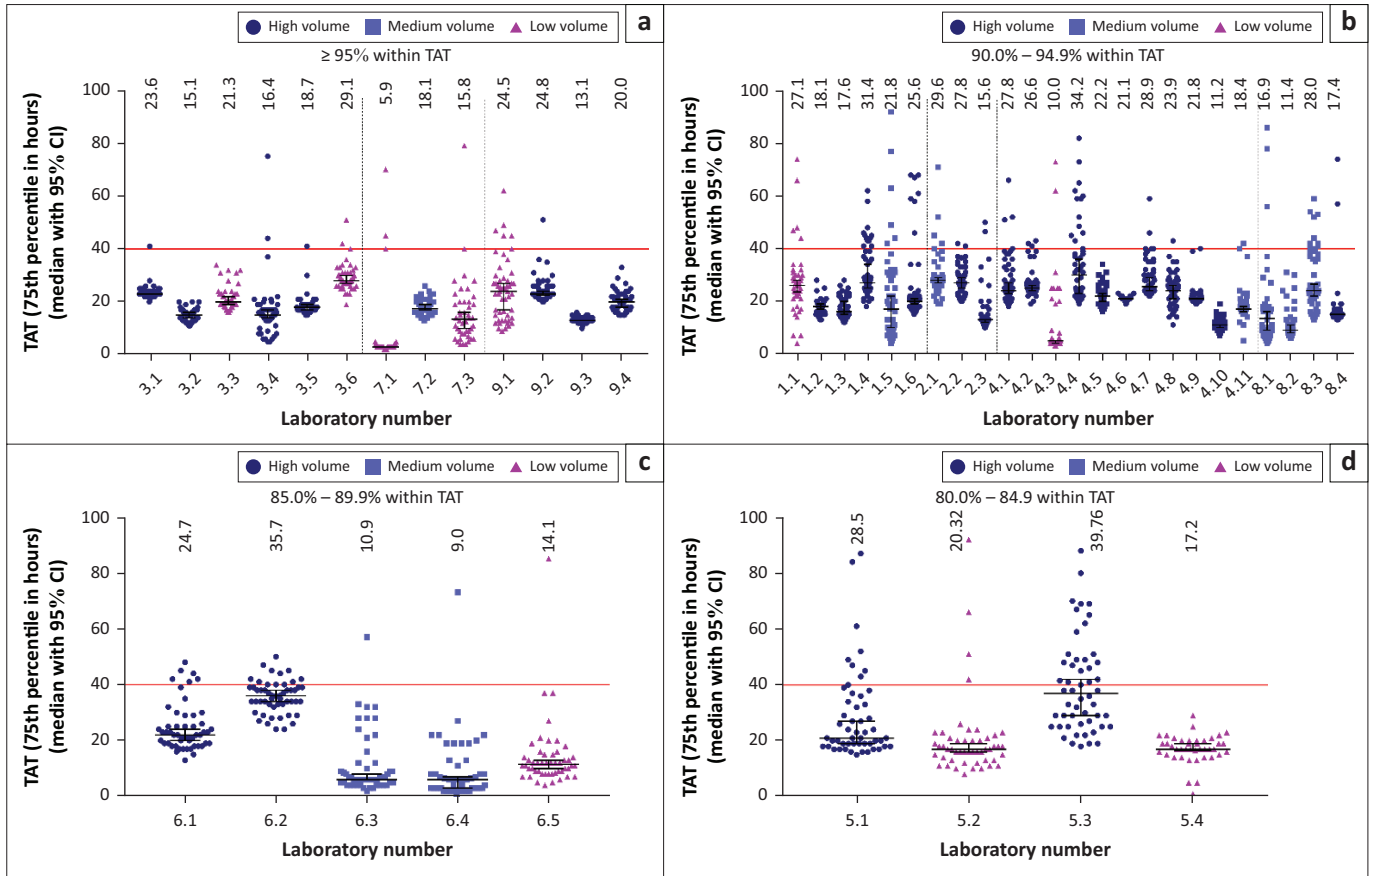 High volume Medium volume Low volume
a
≥ 95% within TAT
TAT (75th percentile in hours)
(median with 95% CI)
100
80
60
40
20
0
23.6 15.1 21.3 16.4 18.7 29.1 5.9 18.1 15.8 24.5 24.8 13.1 20.0
3.1 3.2 3.3 3.4 3.5 3.6 7.1 7.2 7.3 9.1 9.2 9.3 9.4
Laboratory number
High volume Medium volume Low volume
b
90.0% – 94.9% within TAT
TAT (75th percentile in hours)
(median with 95% CI)
100
80
60
40
20
0
27.1 18.1 17.6 31.4 21.8 25.6 29.6 27.8 15.6 27.8 26.6 10.0 34.2 22.2 21.1 28.9 23.9 21.8 11.2 18.4 16.9 11.4 28.0 17.4
1.1 1.2 1.3 1.4 1.5 1.6 2.1 2.2 2.3 4.1 4.2 4.3 4.4 4.5 4.6 4.7 4.8 4.9 4.10 4.11 8.1 8.2 8.3 8.4
Laboratory number
High volume Medium volume Low volume
c
85.0% – 89.9% within TAT
TAT (75th percentile in hours)
(median with 95% CI)
100
80
60
40
20
0
24.7 35.7 10.9 9.0 14.1
6.1 6.2 6.3 6.4 6.5
Laboratory number
High volume Medium volume Low volume
d
80.0% – 84.9 within TAT
TAT (75th percentile in hours)
(median with 95% CI)
100
80
60
40
20
0
28.5 20.32 39.76 17.2
5.1 5.2 5.3 5.4
Laboratory number